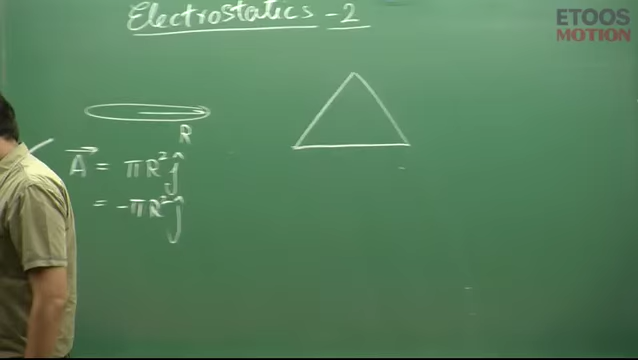 Electrostatics - 2
ETOOS
MOTION
R
A⃗ = πR² ĵ
= -πR² ĵ